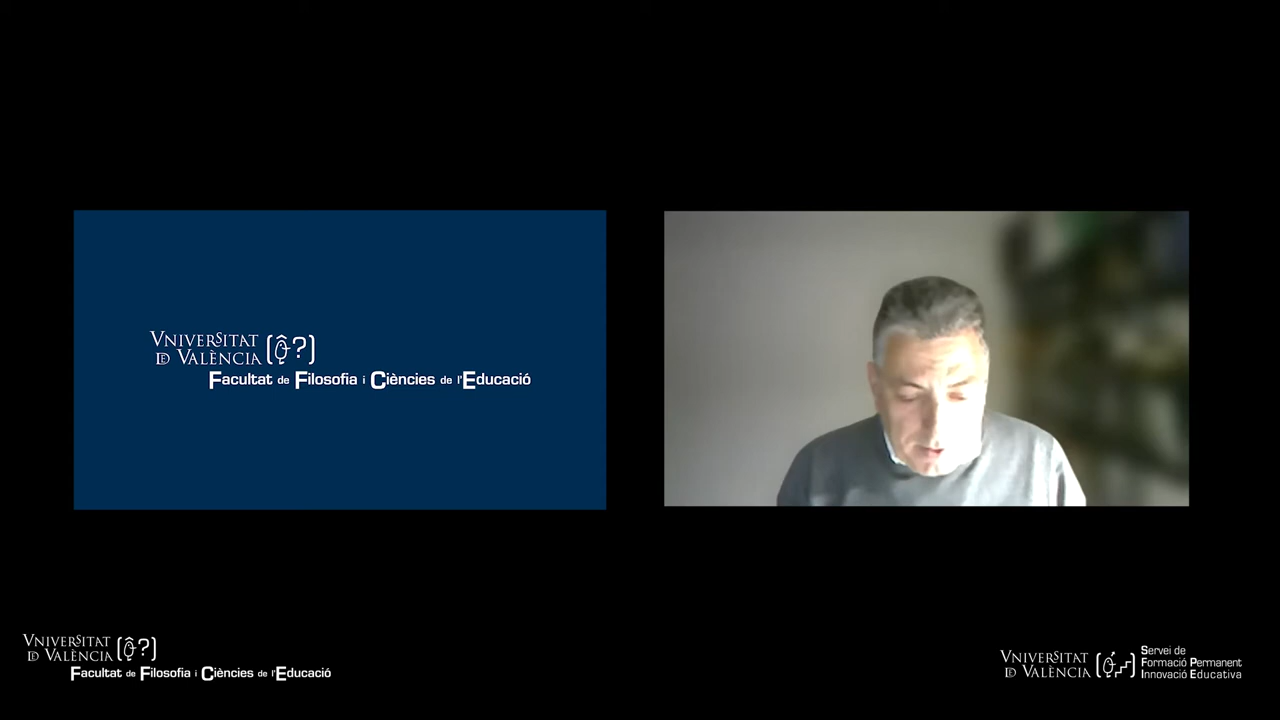 VNIVERSITAT
DE VALÈNCIA [ô?]
Facultat de Filosofia i Ciències de l'Educació
VNIVERSITAT
DE VALÈNCIA [ô?]
Facultat de Filosofia i Ciències de l'Educació
VNIVERSITAT
DE VALÈNCIA
Servei de
Formació Permanent
Innovació Educativa